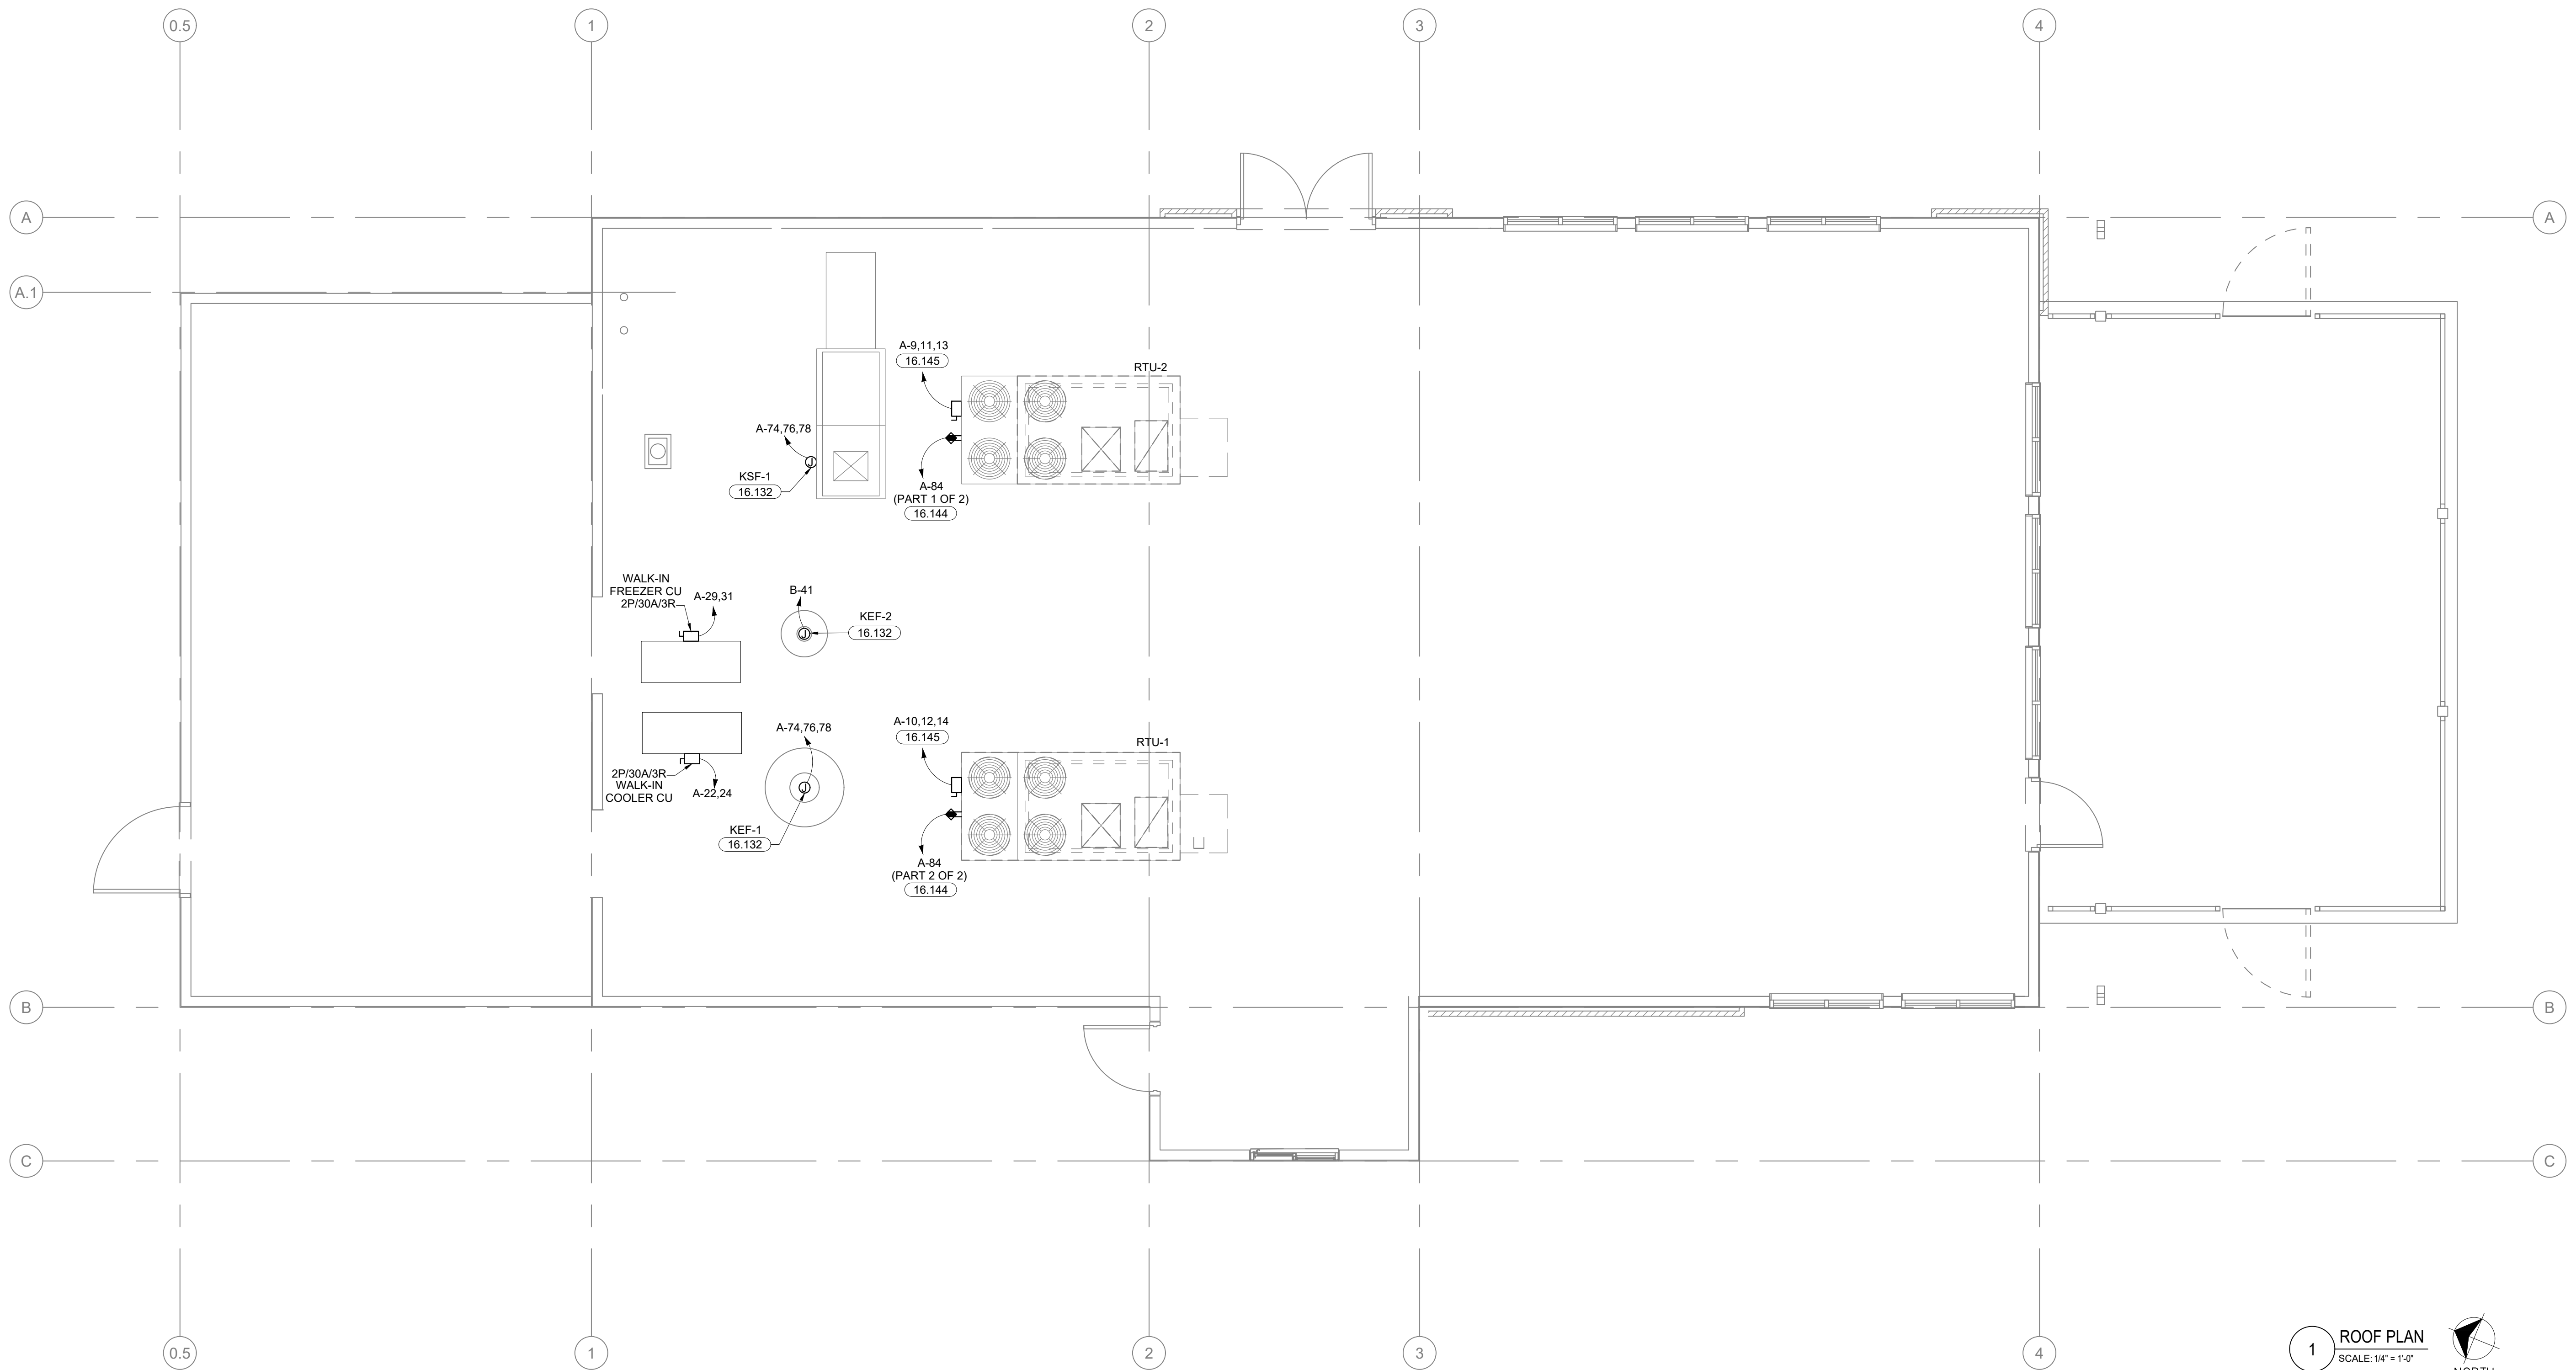 0.5
1
2
3
4
A
A
A.1
A-9,11,13
16.145
RTU-2
A-74,76,78
J
KSF-1
16.132
A-84
(PART 1 OF 2)
16.144
WALK-IN
FREEZER CU
2P/30A/3R
A-29,31
B-41
J
KEF-2
16.132
A-10,12,14
16.145
RTU-1
A-74,76,78
J
2P/30A/3R
WALK-IN
COOLER CU
A-22,24
KEF-1
16.132
A-84
(PART 2 OF 2)
16.144
B
B
C
C
0.5
1
2
3
4
1
ROOF PLAN
SCALE: 1/4" = 1'-0"
NORTH